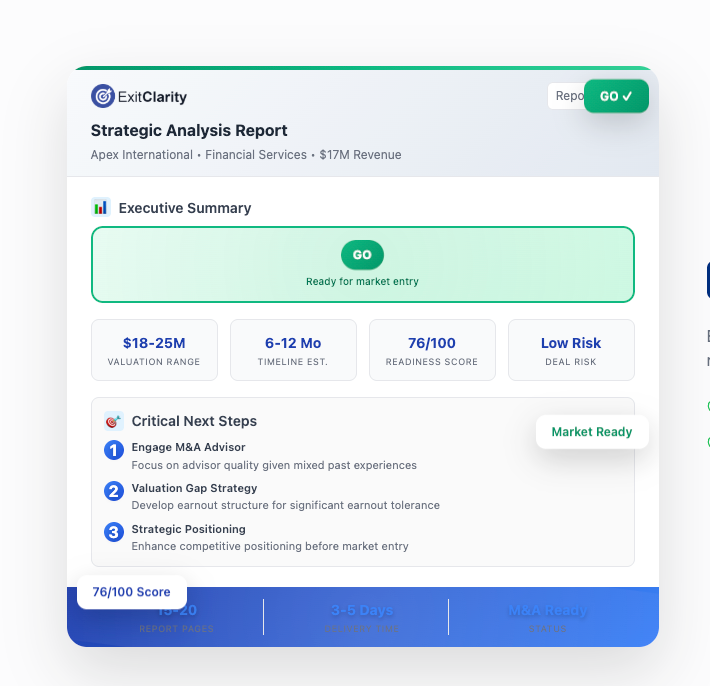 ExitClarity
Repo
GO ✓
Strategic Analysis Report
Apex International • Financial Services • $17M Revenue
Executive Summary
GO
Ready for market entry
$18-25M
VALUATION RANGE
6-12 Mo
TIMELINE EST.
76/100
READINESS SCORE
Low Risk
DEAL RISK
Critical Next Steps
Market Ready
1 Engage M&A Advisor
Focus on advisor quality given mixed past experiences
2 Valuation Gap Strategy
Develop earnout structure for significant earnout tolerance
3 Strategic Positioning
Enhance competitive positioning before market entry
76/100 Score
15-20
REPORT PAGES
3-5 Days
M&A Ready